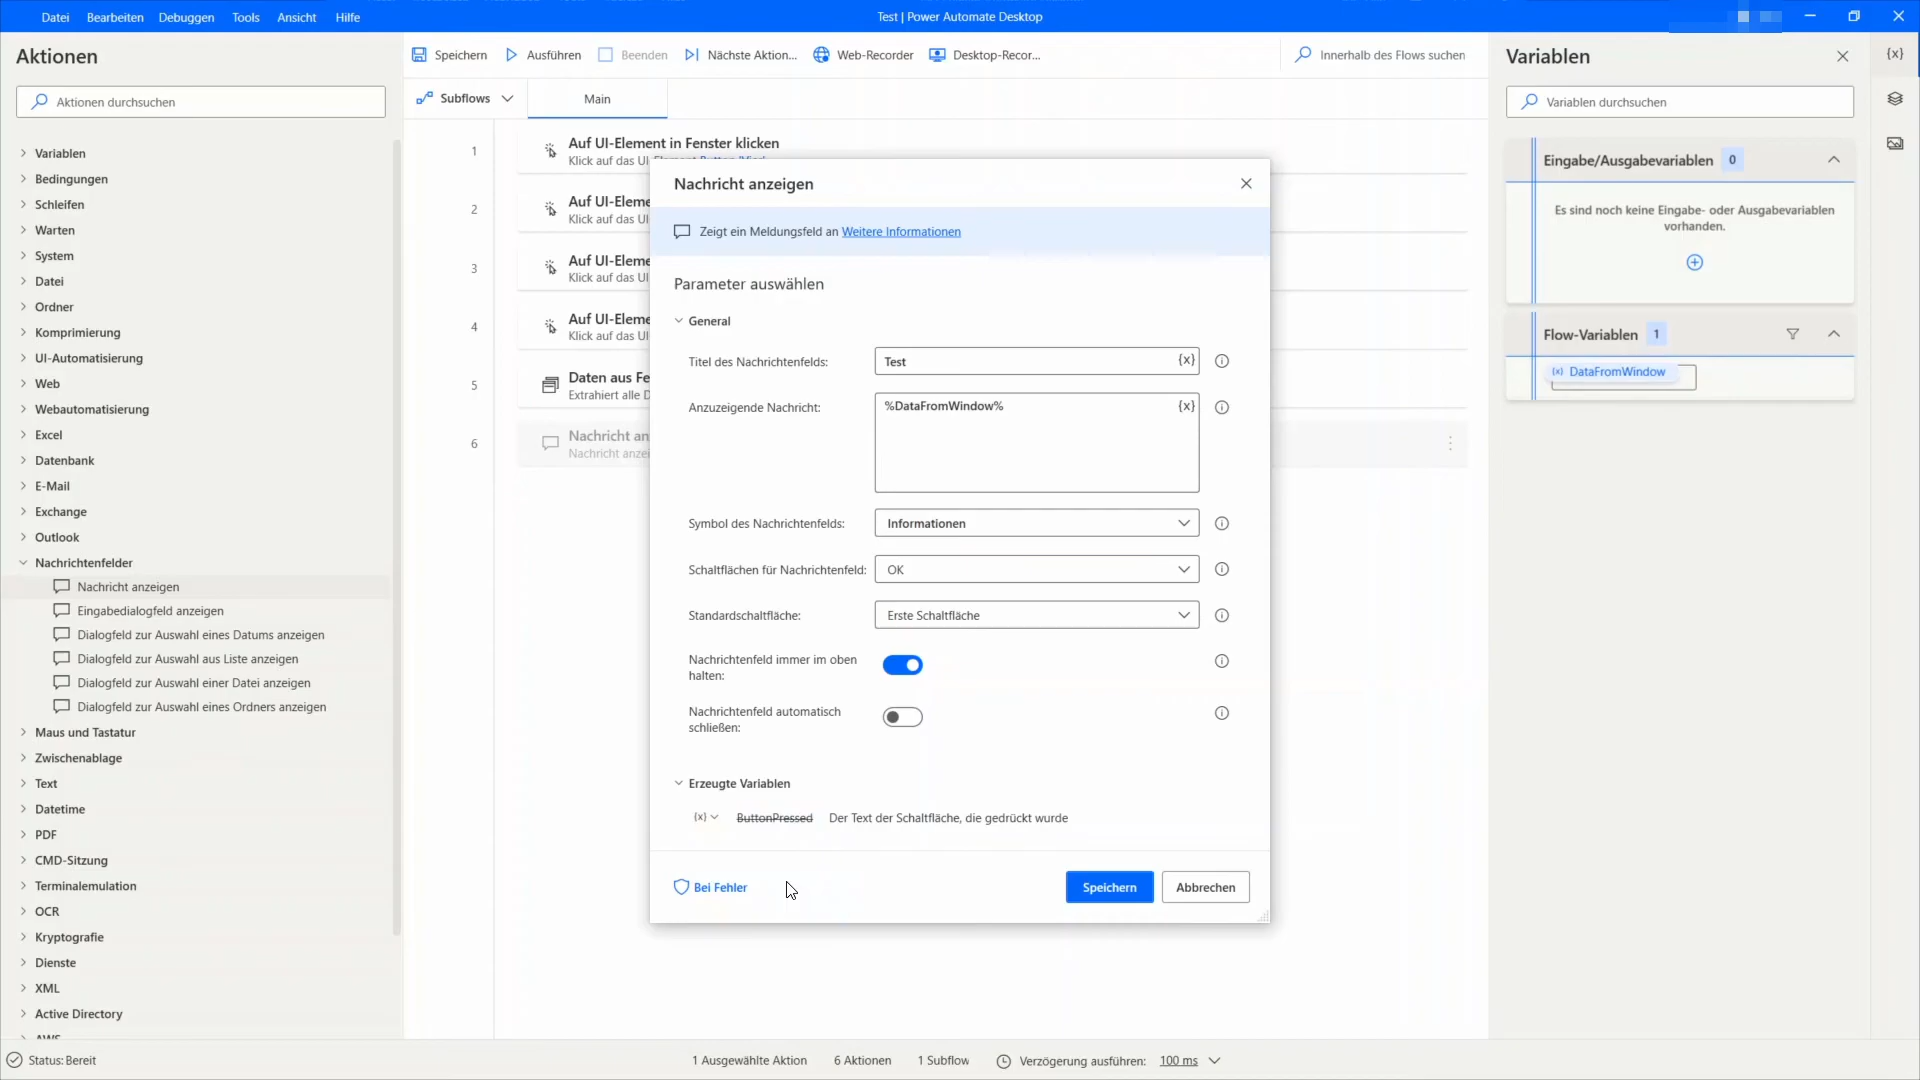 Datei Bearbeiten Debuggen Tools Ansicht Hilfe
Test | Power Automate Desktop
Aktionen
Aktionen durchsuchen
Variablen
Bedingungen
Schleifen
Warten
System
Datei
Ordner
Komprimierung
UI-Automatisierung
Web
Webautomatisierung
Excel
Datenbank
E-Mail
Exchange
Outlook
Nachrichtenfelder
Nachricht anzeigen
Eingabedialogfeld anzeigen
Dialogfeld zur Auswahl eines Datums anzeigen
Dialogfeld zur Auswahl aus Liste anzeigen
Dialogfeld zur Auswahl einer Datei anzeigen
Dialogfeld zur Auswahl eines Ordners anzeigen
Maus und Tastatur
Zwischenablage
Text
Datetime
PDF
CMD-Sitzung
Terminalemulation
OCR
Kryptografie
Dienste
XML
Active Directory
AWS
Speichern Ausführen Beenden Nächste Aktion... Web-Recorder Desktop-Recor... Innerhalb des Flows suchen
Subflows Main
1 Auf UI-Element in Fenster klicken
Klick auf das UI-Element
2 Auf UI-Eleme
Klick auf das UI
3 Auf UI-Eleme
Klick auf das UI
4 Auf UI-Eleme
Klick auf das UI
5 Daten aus Fe
Extrahiert alle D
6 Nachricht an
Nachricht anzei
Nachricht anzeigen
Zeigt ein Meldungsfeld an Weitere Informationen
Parameter auswählen
General
Titel des Nachrichtenfelds: Test {x}
Anzuzeigende Nachricht: %DataFromWindow% {x}
Symbol des Nachrichtenfelds: Informationen
Schaltflächen für Nachrichtenfeld: OK
Standardschaltfläche: Erste Schaltfläche
Nachrichtenfeld immer im oben
halten:
Nachrichtenfeld automatisch
schließen:
Erzeugte Variablen
{x} ButtonPressed Der Text der Schaltfläche, die gedrückt wurde
Bei Fehler Speichern Abbrechen
Variablen
{x}
Variablen durchsuchen
Eingabe/Ausgabevariablen 0
Es sind noch keine Eingabe- oder Ausgabevariablen
vorhanden.
Flow-Variablen 1
{x} DataFromWindow
Status: Bereit 1 Ausgewählte Aktion 6 Aktionen 1 Subflow Verzögerung ausführen: 100 ms